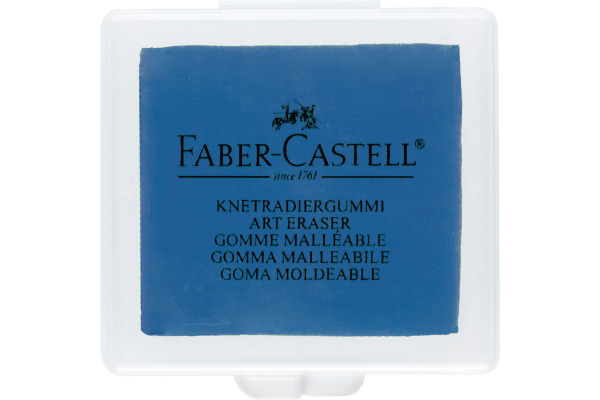 FABER-CASTELL®
since 1761
KNETRADIERGUMMI
ART ERASER
GOMME MALLÉABLE
GOMMA MALLEABILE
GOMA MOLDEABLE